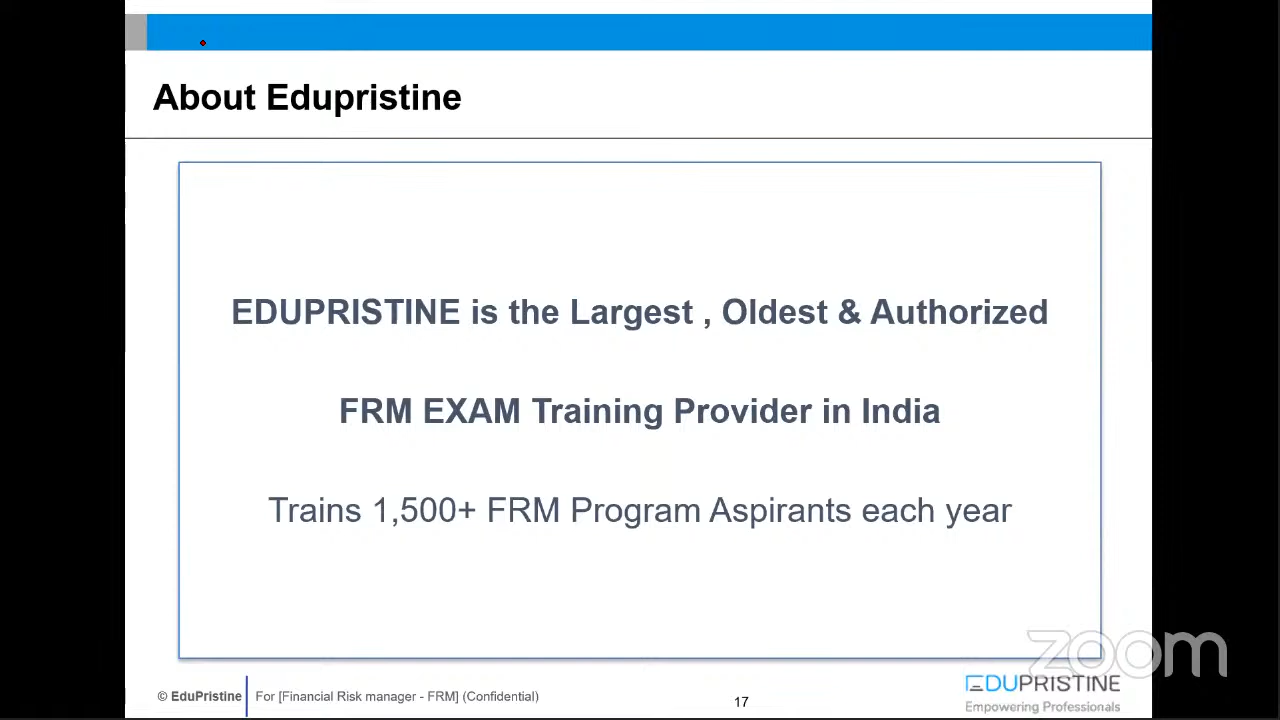 About Edupristine
EDUPRISTINE is the Largest , Oldest & Authorized
FRM EXAM Training Provider in India
Trains 1,500+ FRM Program Aspirants each year
zoom
© EduPristine For [Financial Risk manager - FRM] (Confidential)
17
EDUPRISTINE
Empowering Professionals